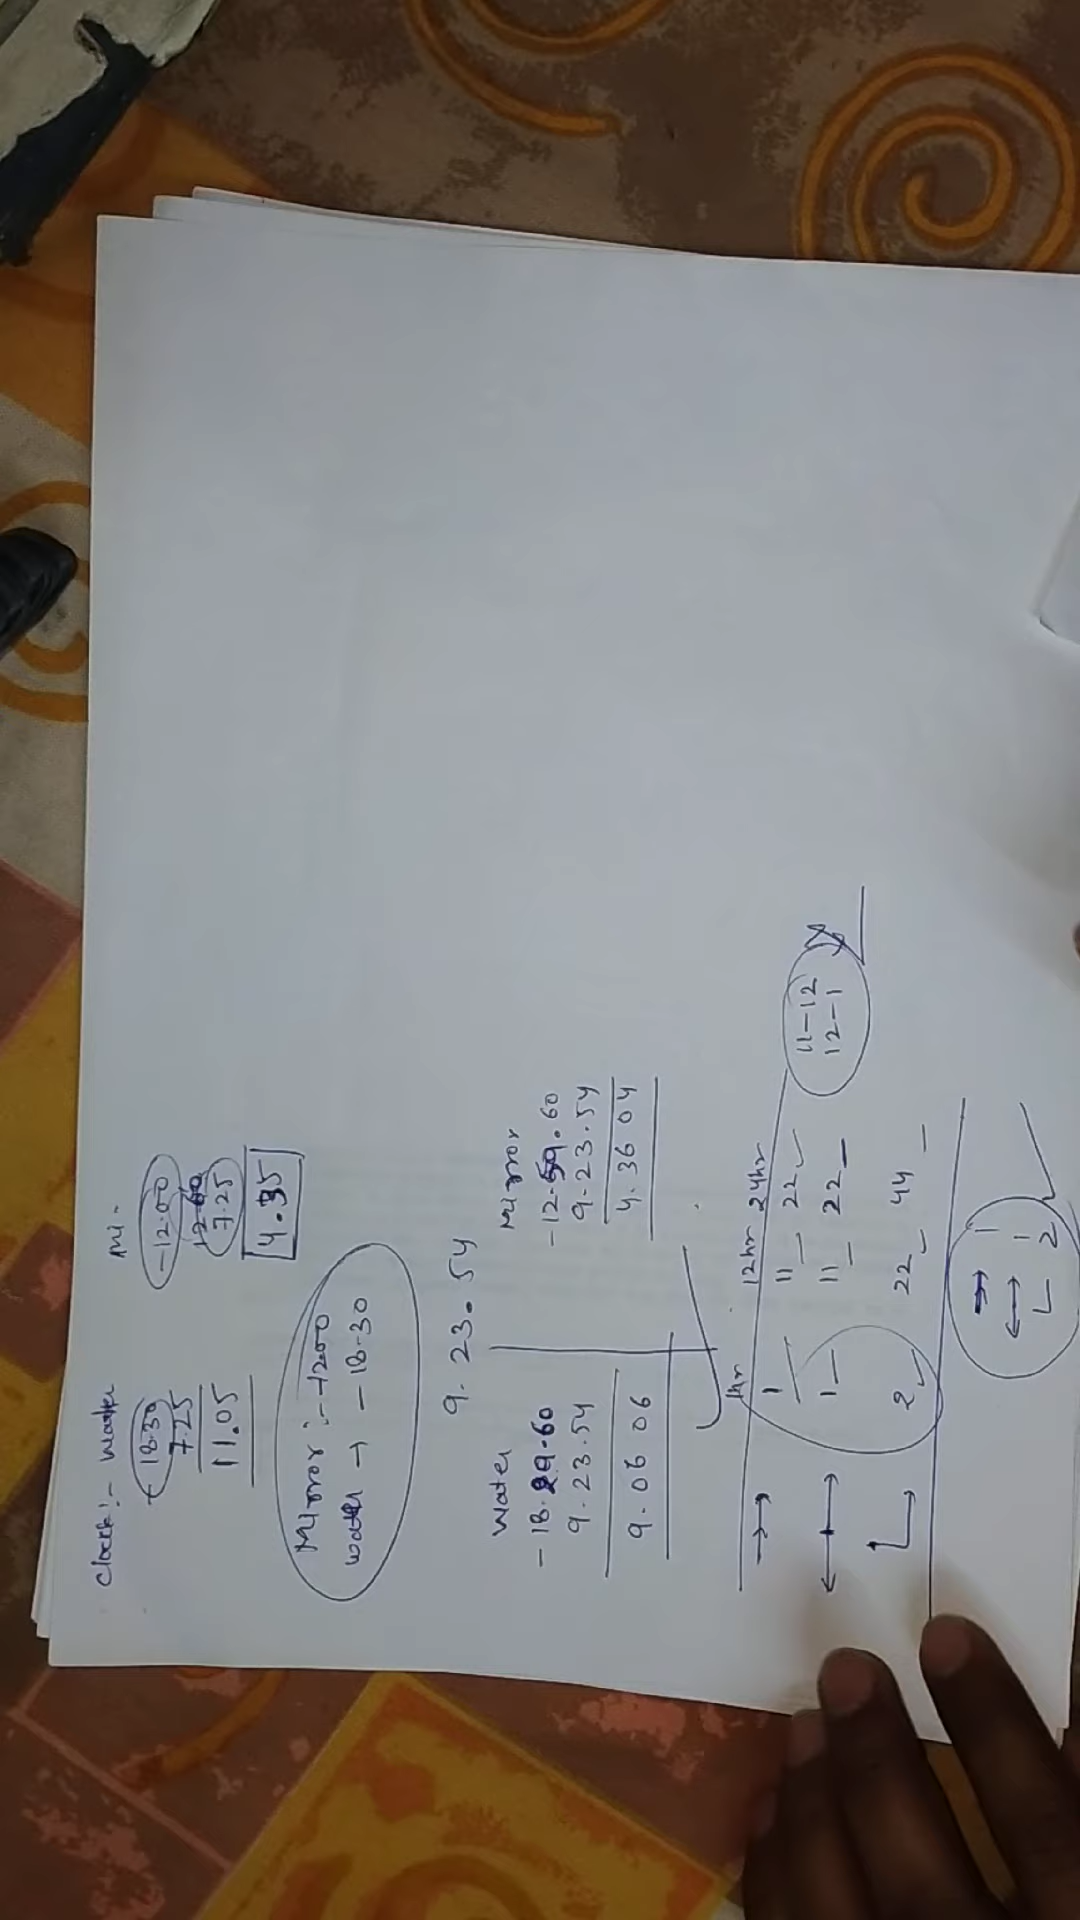 Clock:- Water
18.30
7.25
11.05
Mi -
-12.00
12.60
7.25
4.35
Mirror :- -1200
water → - 18.30
9. 23. 54
Water
-18.29.60
9.23.54
9.06 06
Mirror
-12.59.60
9.23.54
4.36 04
1hr 12hr 24hr
→→ 1 11 22
↔ 1 11 22
2 22 44
11-12
12-1
→ 1
↔ 1
∟ 2